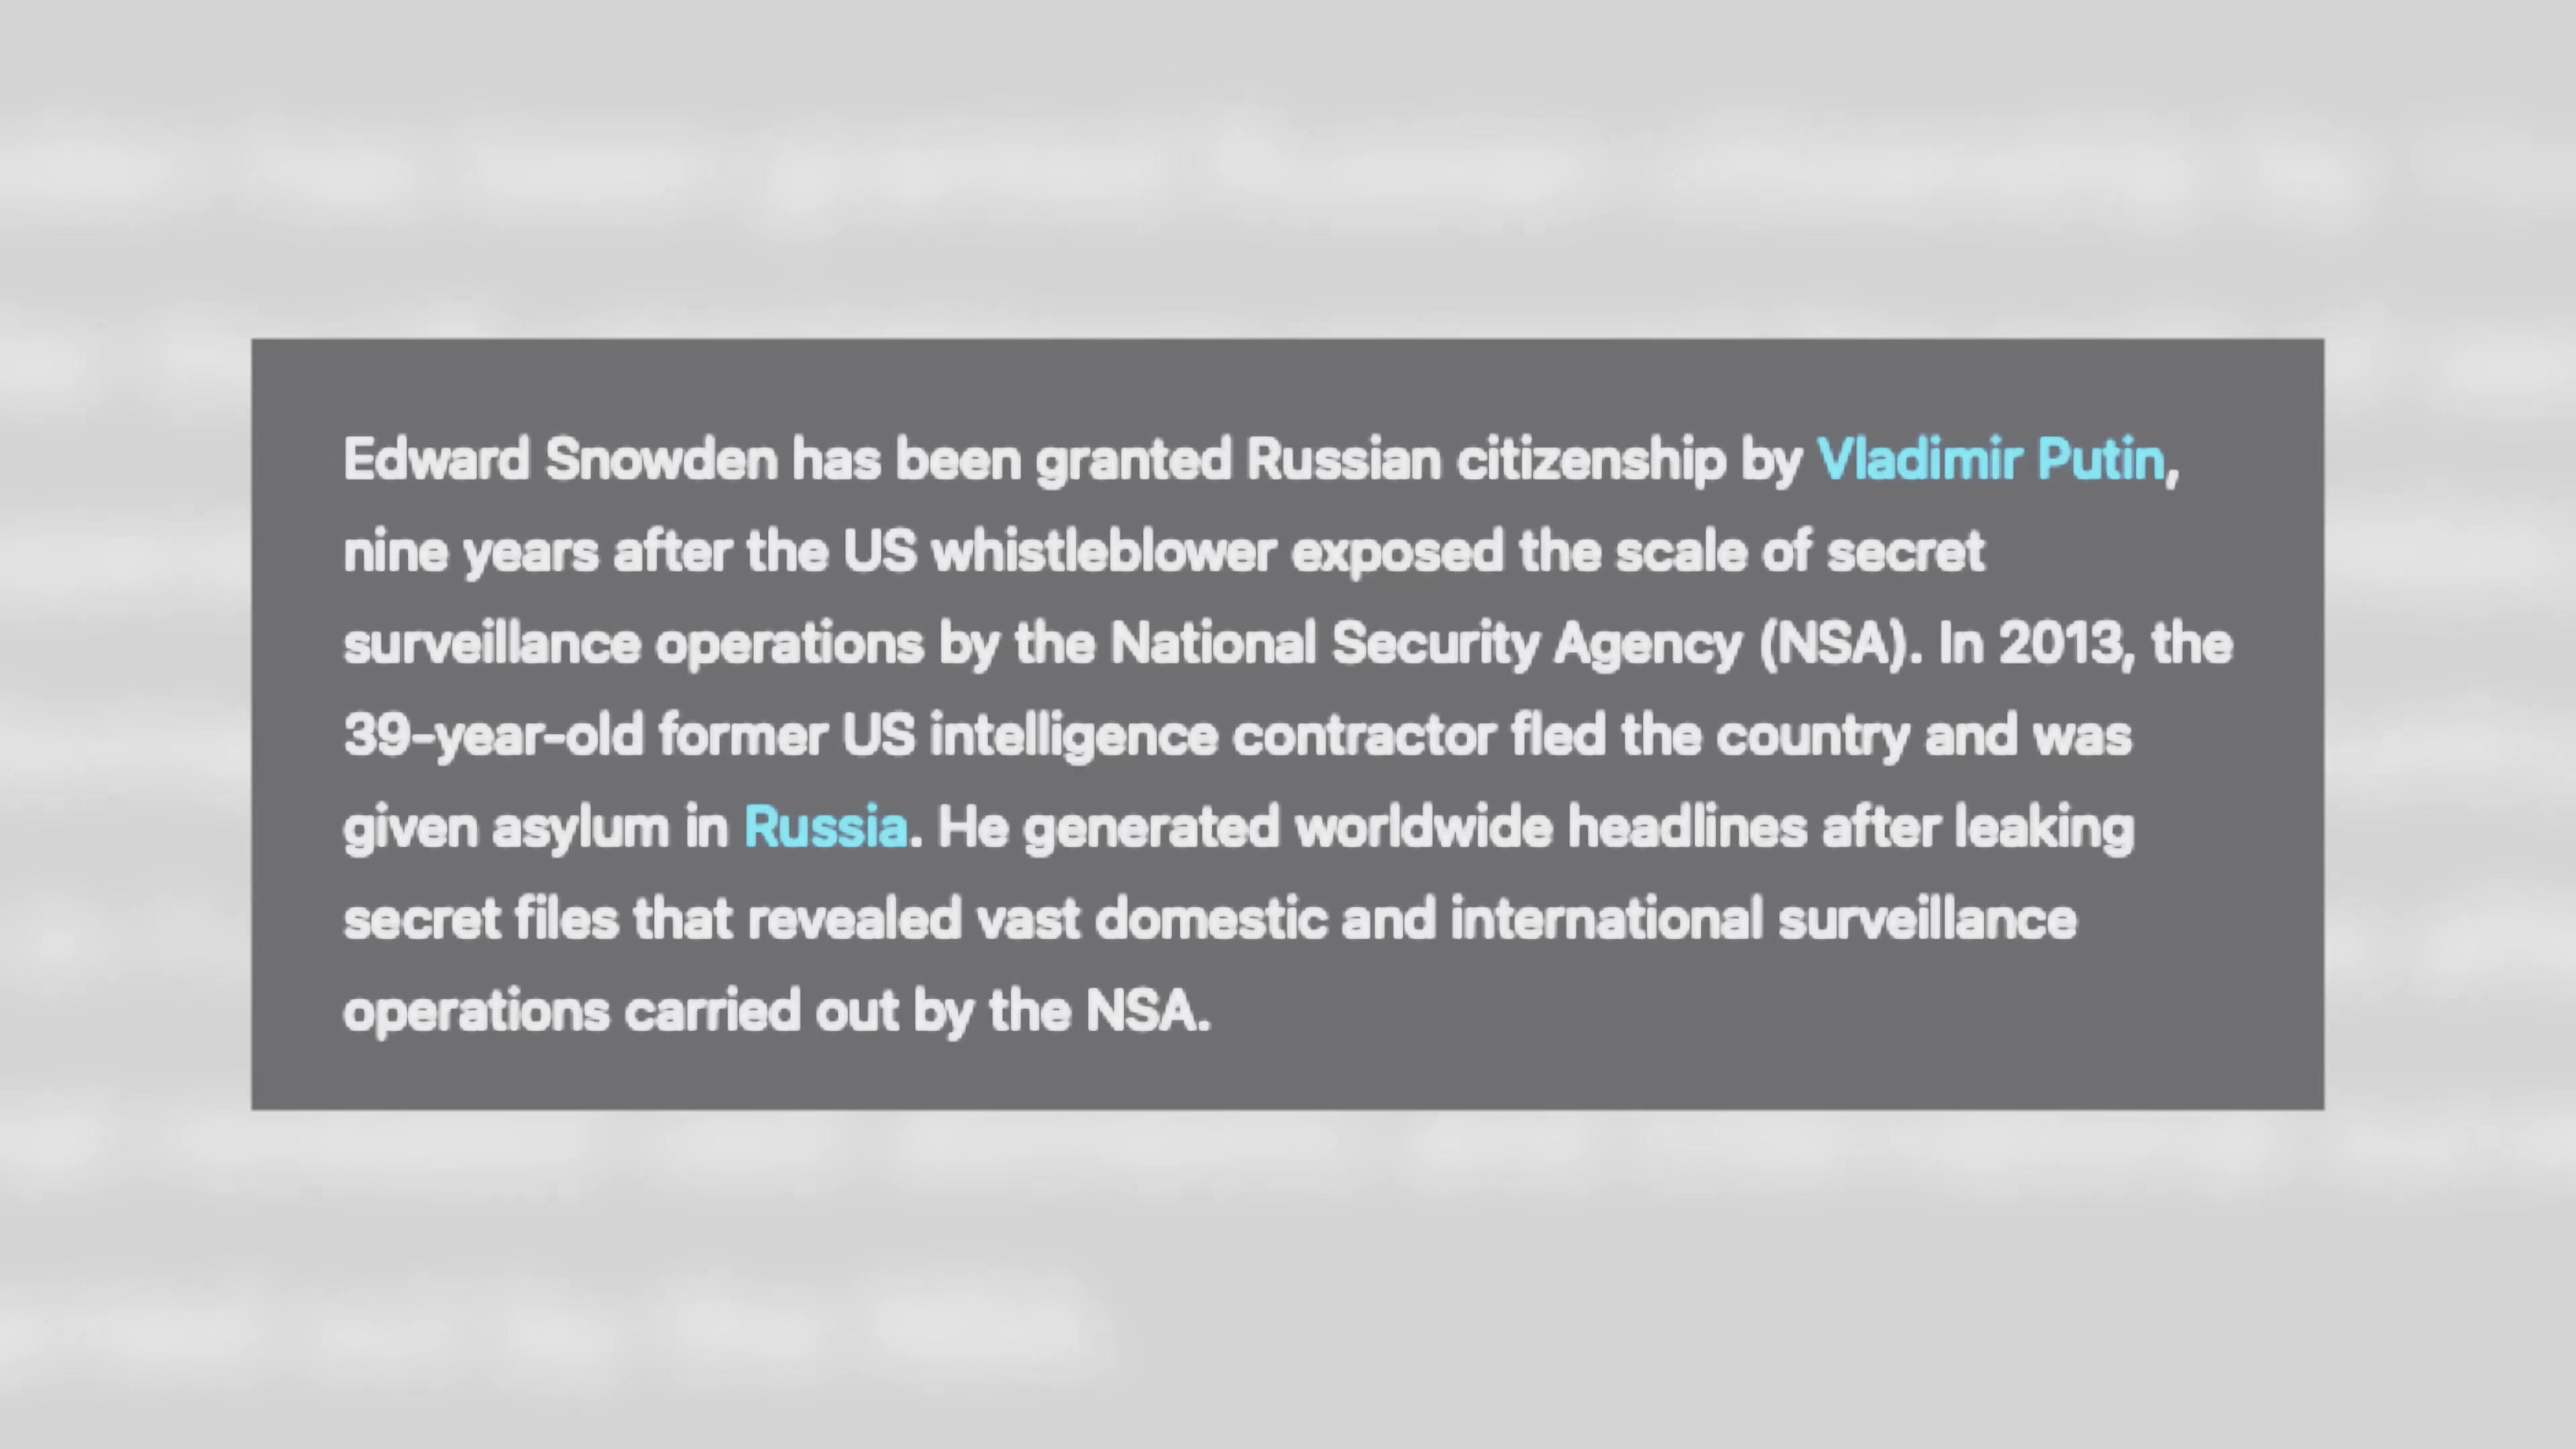 Edward Snowden has been granted Russian citizenship by Vladimir Putin,
nine years after the US whistleblower exposed the scale of secret
surveillance operations by the National Security Agency (NSA). In 2013, the
39-year-old former US intelligence contractor fled the country and was
given asylum in Russia. He generated worldwide headlines after leaking
secret files that revealed vast domestic and international surveillance
operations carried out by the NSA.